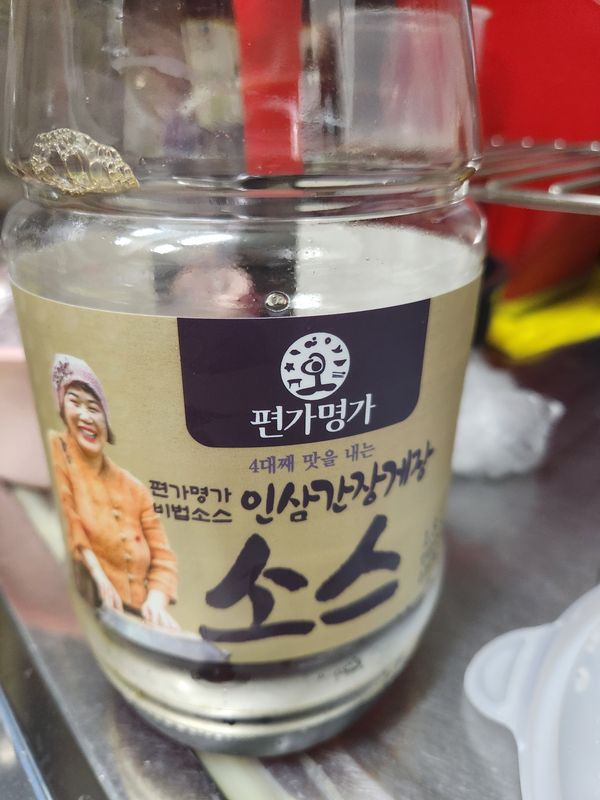 편가명가
4대째 맛을 내는
편가명가
비법소스
인삼간장게장
소스